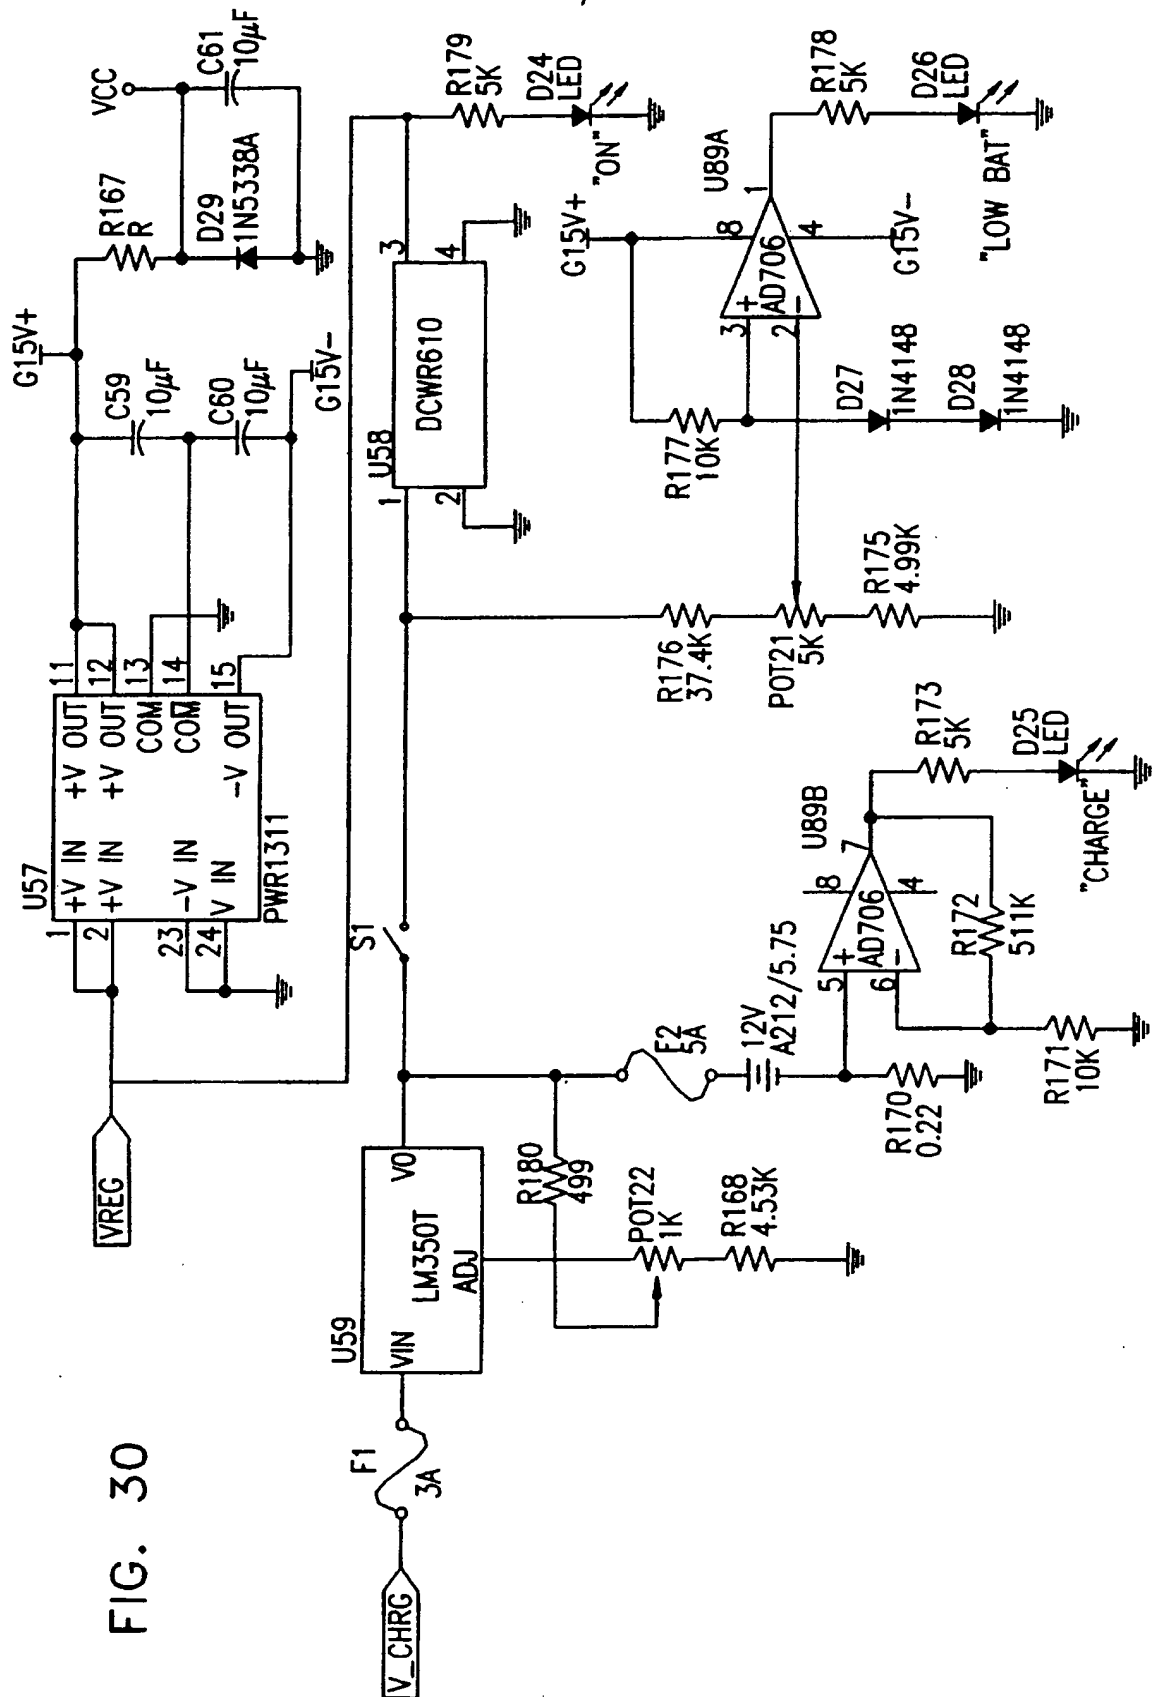 FIG. 30
VCC
C61
10µF
G15V+
R167
R
D29
1N5338A
C59
10µF
C60
10µF
G15V-
U57
1
+V IN
+V OUT
11
2
+V IN
+V OUT
12
COM
13
23
-V IN
COM
14
24
V IN
-V OUT
15
PWR1311
VREG
R179
5K
D24
LED
"ON"
U58
DCWR610
1
2
3
4
S1
V_CHRG
F1
3A
U59
VIN
LM350T
VO
ADJ
R180
499
POT22
1K
R168
4.53K
F2
5A
12V
A212/5.75
R170
0.22
R171
10K
R172
511K
U89B
AD706
5
+
6
-
7
8
4
R173
5K
D25
LED
"CHARGE"
R176
37.4K
POT21
5K
R175
4.99K
G15V+
R177
10K
D27
1N4148
D28
1N4148
U89A
AD706
3
+
2
-
1
8
4
G15V-
R178
5K
D26
LED
"LOW BAT"